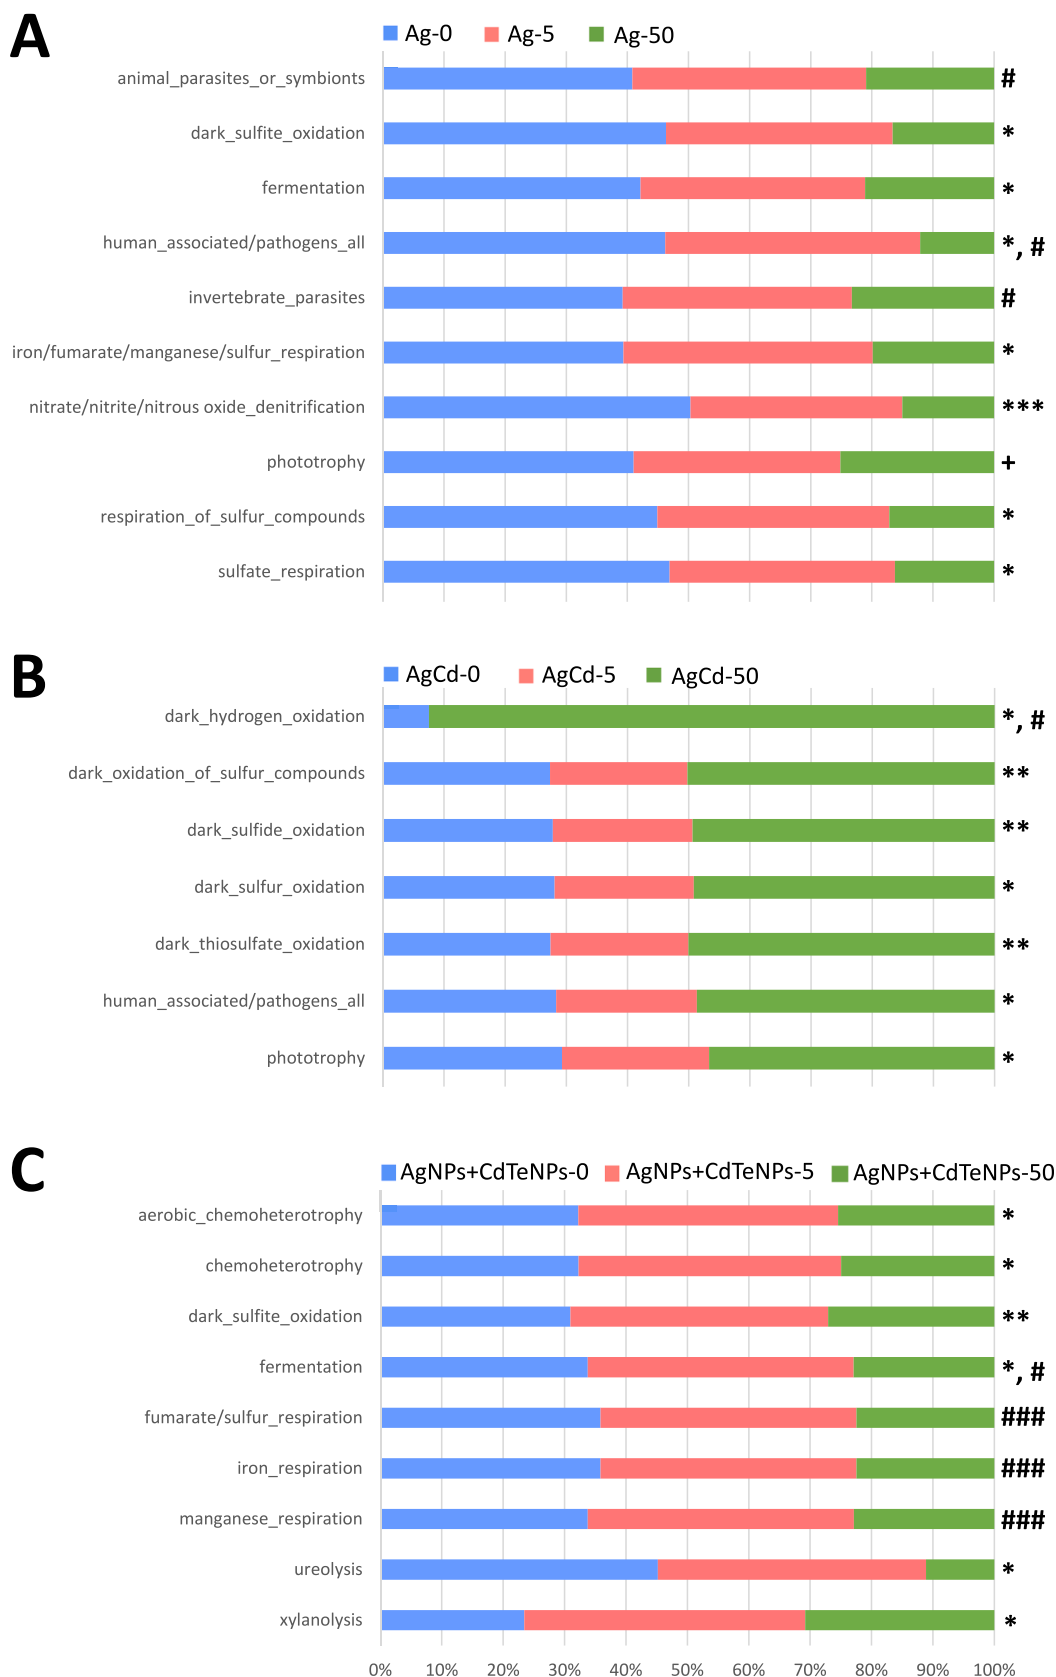 A
Ag-0 Ag-5 Ag-50
animal_parasites_or_symbionts #
dark_sulfite_oxidation *
fermentation *
human_associated/pathogens_all *, #
invertebrate_parasites #
iron/fumarate/manganese/sulfur_respiration *
nitrate/nitrite/nitrous oxide_denitrification ***
phototrophy +
respiration_of_sulfur_compounds *
sulfate_respiration *
B
AgCd-0 AgCd-5 AgCd-50
dark_hydrogen_oxidation *, #
dark_oxidation_of_sulfur_compounds **
dark_sulfide_oxidation **
dark_sulfur_oxidation *
dark_thiosulfate_oxidation **
human_associated/pathogens_all *
phototrophy *
C
AgNPs+CdTeNPs-0 AgNPs+CdTeNPs-5 AgNPs+CdTeNPs-50
aerobic_chemoheterotrophy *
chemoheterotrophy *
dark_sulfite_oxidation **
fermentation *, #
fumarate/sulfur_respiration ###
iron_respiration ###
manganese_respiration ###
ureolysis *
xylanolysis *
0% 10% 20% 30% 40% 50% 60% 70% 80% 90% 100%